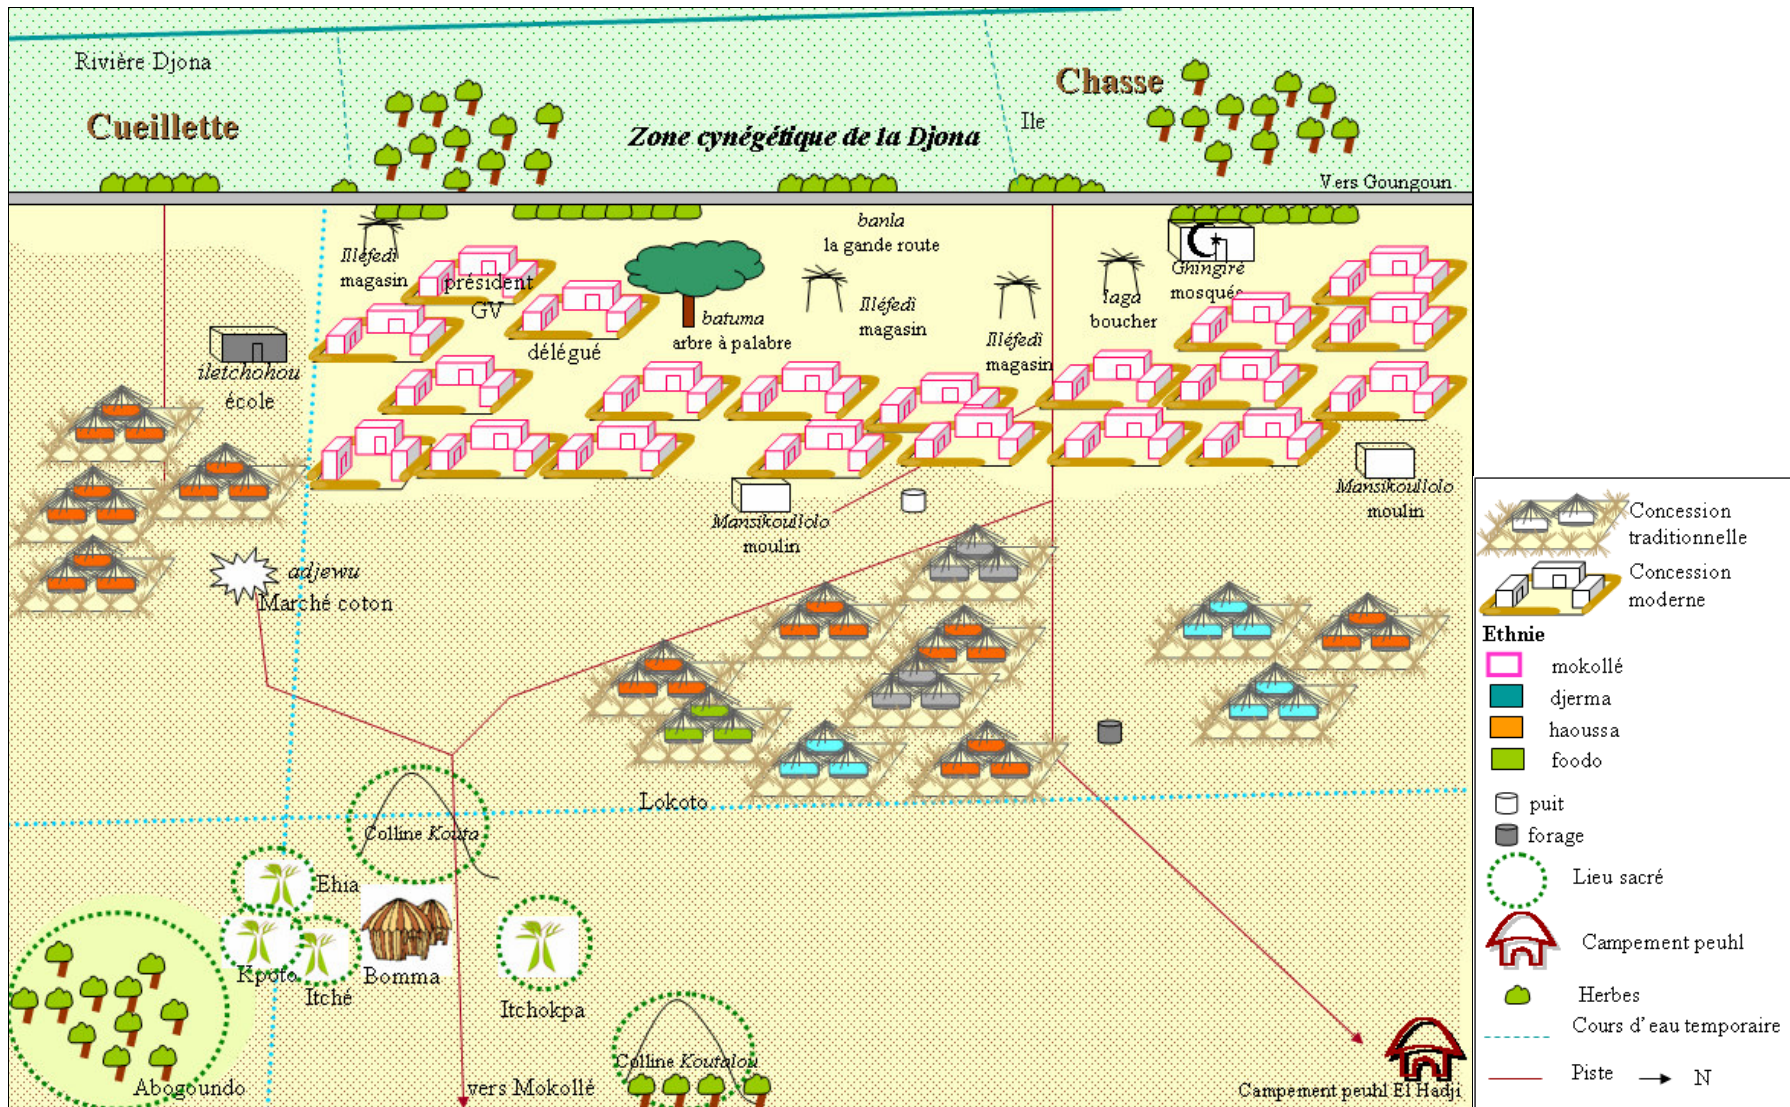 Rivière Djona
Cueillette
Zone cynégétique de la Djona
Chasse
Ile
Vers Goungoun
Illéfedi
magasin
président
GV
délégué
batuma
arbre à palabre
banla
la gande route
Illéfedi
magasin
Illéfedi
magasin
laga
boucher
Ghingiré
mosquée
iletchohou
école
Mansikoullolo
moulin
Mansikoullolo
moulin
adjewu
Marché coton
Lokoto
Colline Kouta
Ehia
Kpoto
Itché
Bomma
Itchokpa
Abogoundo
vers Mokollé
Colline Koutalou
Campement peuhl El Hadji
Concession
traditionnelle
Concession
moderne
Ethnie
mokollé
djerma
haoussa
foodo
puit
forage
Lieu sacré
Campement peuhl
Herbes
Cours d'eau temporaire
Piste
N